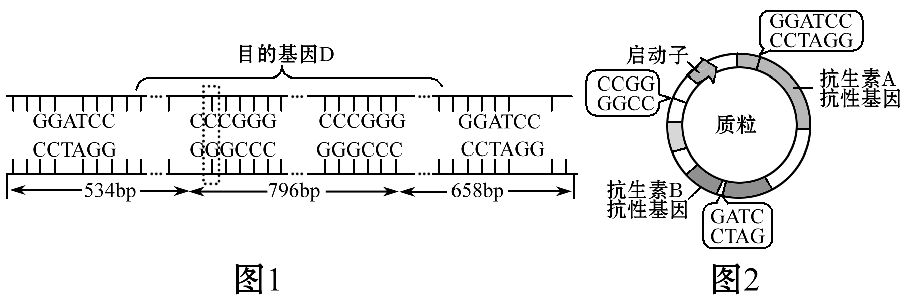 目的基因D
GGATCC CCCGGG CCCGGG GGATCC
CCTAGG GGGCCC GGGCCC CCTAGG
534bp 796bp 658bp
图1
GGATCC
CCTAGG
启动子
CCGG
GGCC
抗生素A
抗性基因
质粒
抗生素B
抗性基因
GATC
CTAG
图2